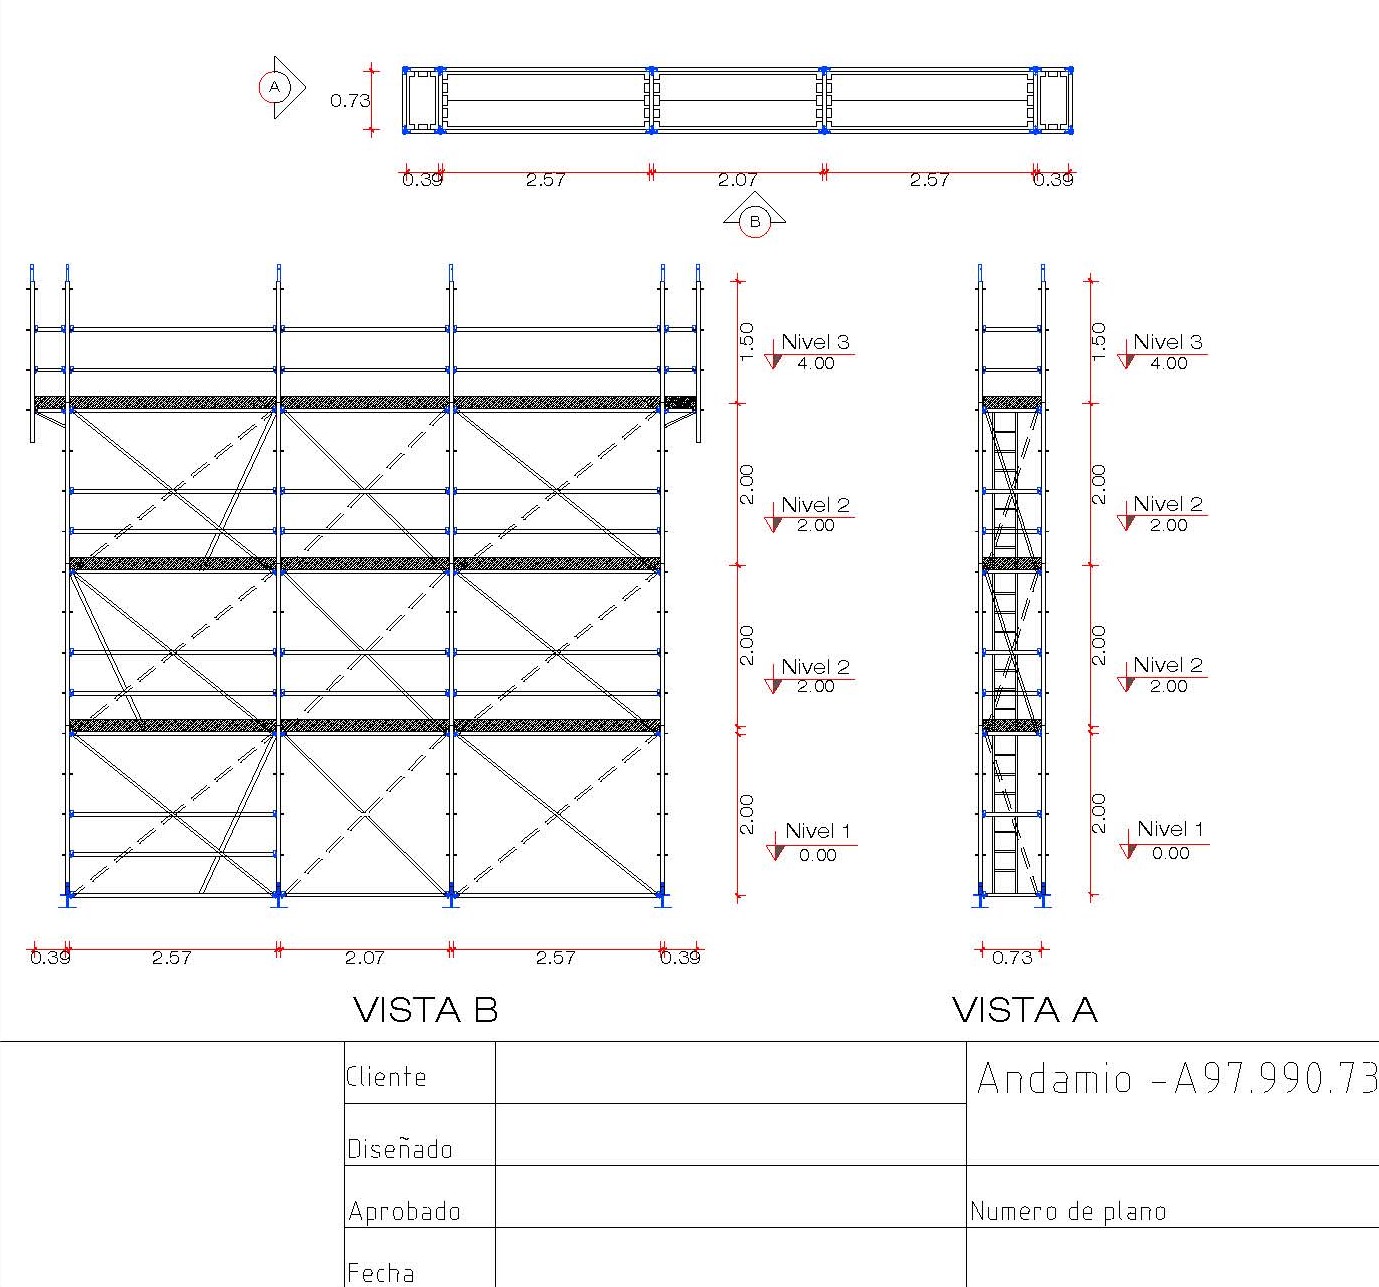 A
0.73
0.39 2.57 2.07 2.57 0.39
B
1.50 Nivel 3 1.50 Nivel 3
4.00 4.00
2.00 Nivel 2 2.00 Nivel 2
2.00 2.00
2.00 Nivel 2 2.00 Nivel 2
2.00 2.00
2.00 Nivel 1 2.00 Nivel 1
0.00 0.00
0.39 2.57 2.07 2.57 0.39 0.73
VISTA B VISTA A
Cliente
Andamio -A97.990.73
Diseñado
Aprobado
Numero de plano
Fecha